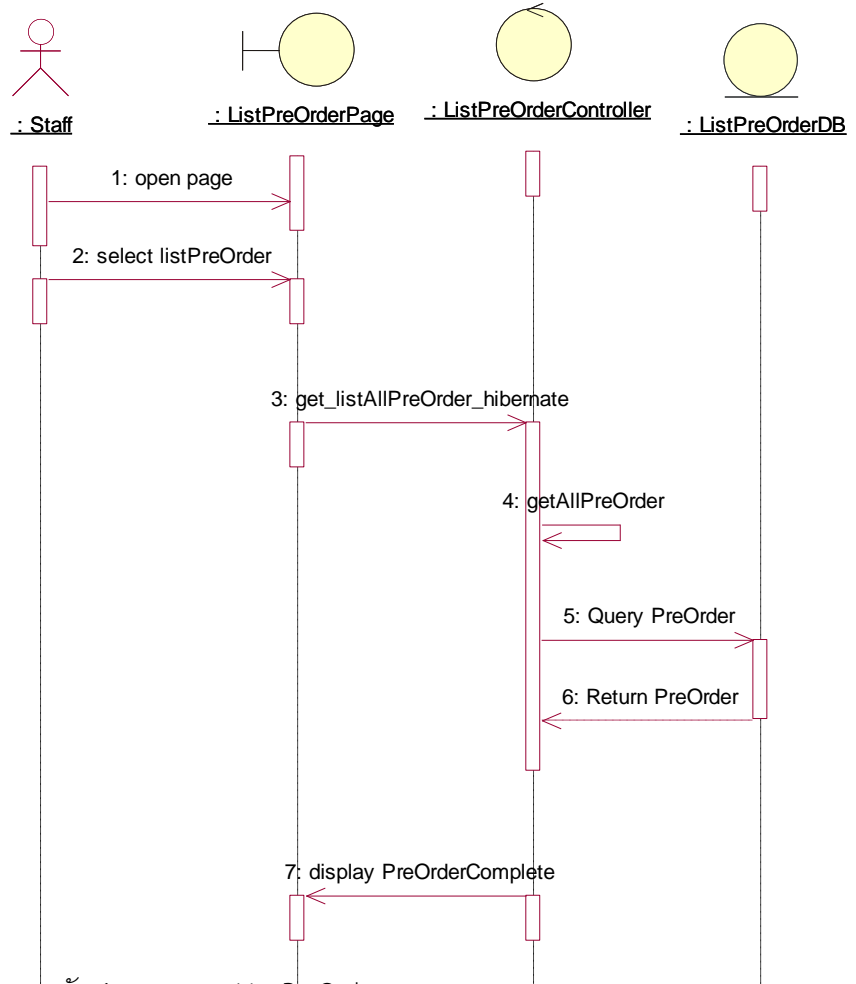 : Staff
: ListPreOrderPage
: ListPreOrderController
: ListPreOrderDB
1: open page
2: select listPreOrder
3: get_listAllPreOrder_hibernate
4: getAllPreOrder
5: Query PreOrder
6: Return PreOrder
7: display PreOrderComplete